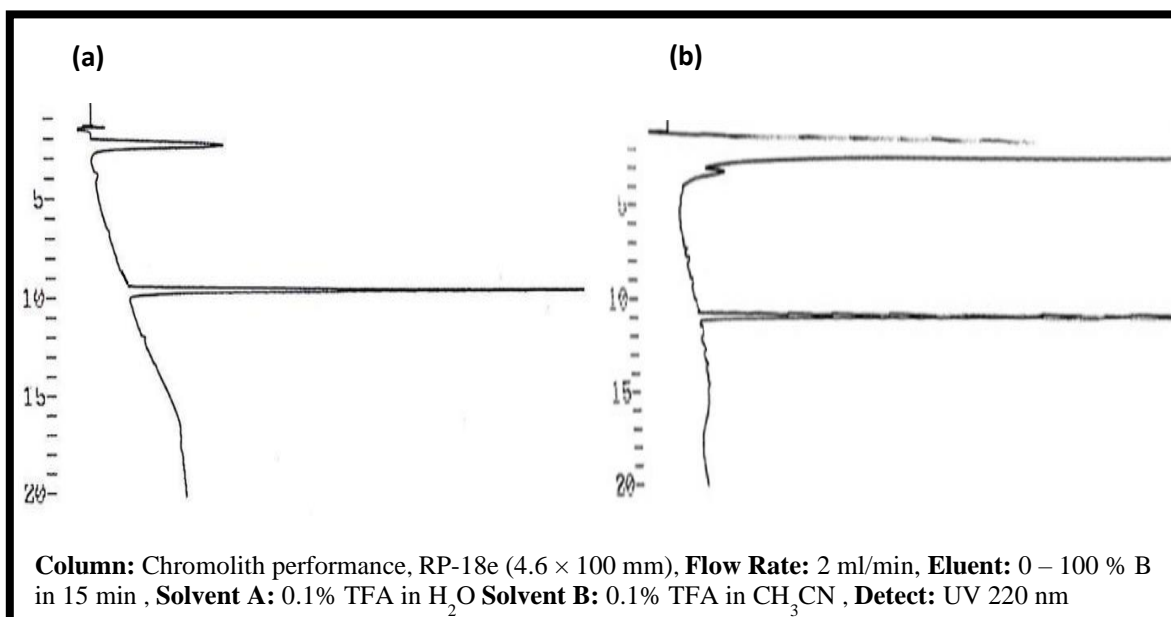 (a)
(b)
5
10
15
20
5
10
15
20
Column: Chromolith performance, RP-18e (4.6 × 100 mm), Flow Rate: 2 ml/min, Eluent: 0 – 100 % B
in 15 min , Solvent A: 0.1% TFA in H₂O Solvent B: 0.1% TFA in CH₃CN , Detect: UV 220 nm